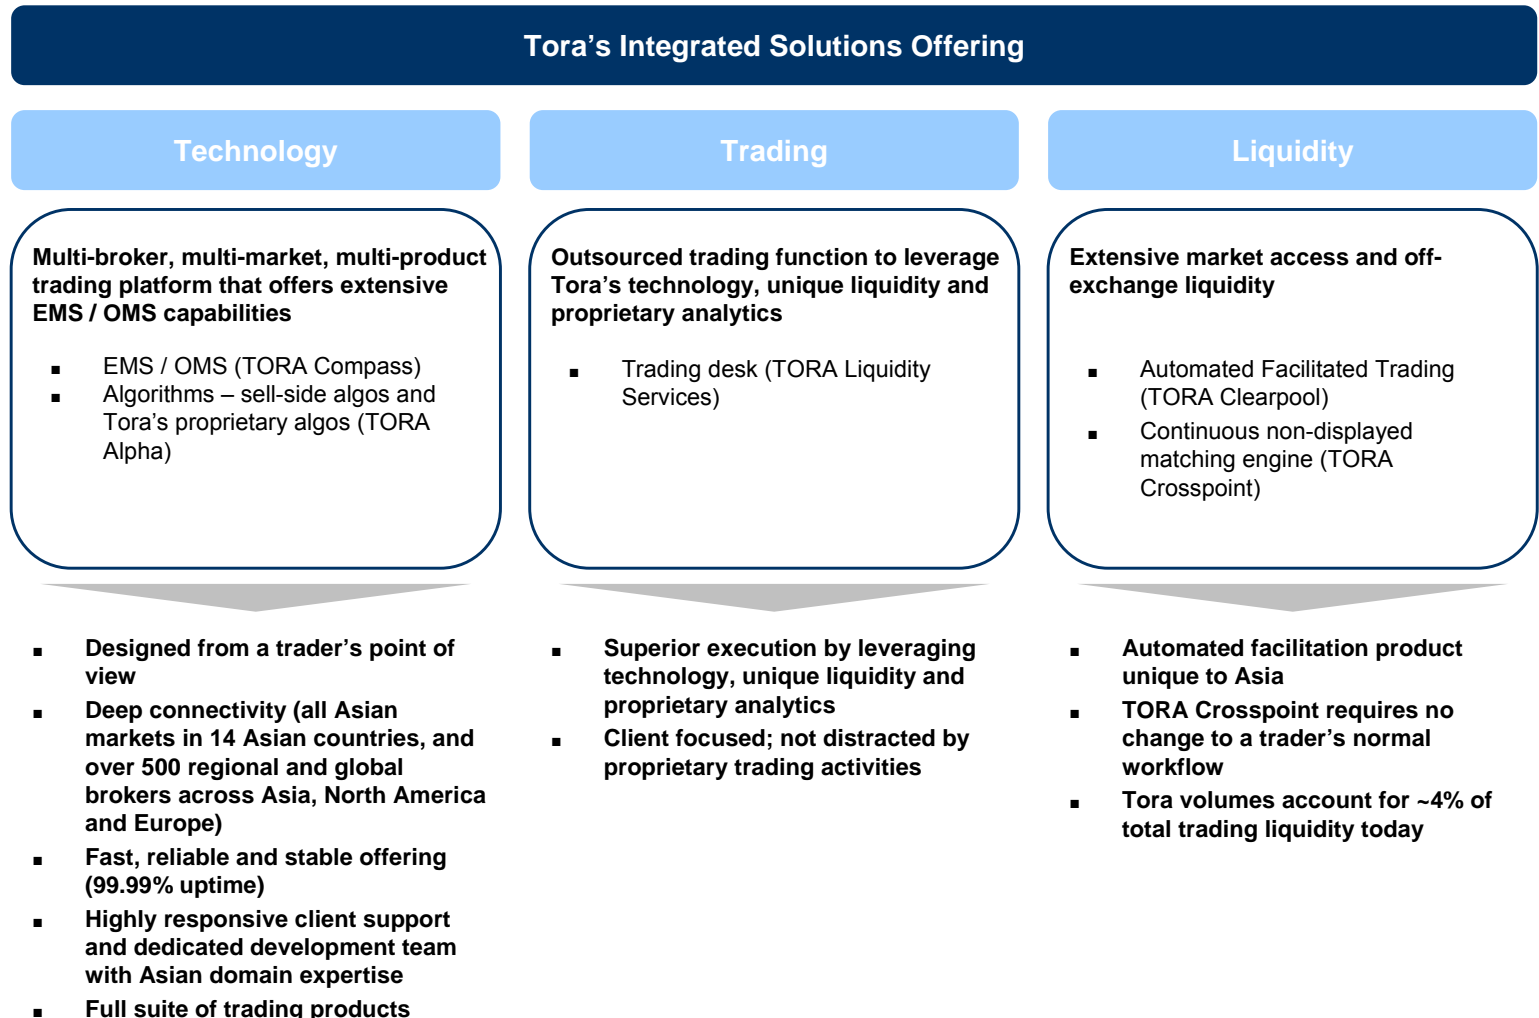 Tora’s Integrated Solutions Offering
Technology
Multi-broker, multi-market, multi-product
trading platform that offers extensive
EMS / OMS capabilities
■ EMS / OMS (TORA Compass)
■ Algorithms – sell-side algos and
Tora’s proprietary algos (TORA
Alpha)
■ Designed from a trader’s point of
view
■ Deep connectivity (all Asian
markets in 14 Asian countries, and
over 500 regional and global
brokers across Asia, North America
and Europe)
■ Fast, reliable and stable offering
(99.99% uptime)
■ Highly responsive client support
and dedicated development team
with Asian domain expertise
■ Full suite of trading products
Trading
Outsourced trading function to leverage
Tora’s technology, unique liquidity and
proprietary analytics
■ Trading desk (TORA Liquidity
Services)
■ Superior execution by leveraging
technology, unique liquidity and
proprietary analytics
■ Client focused; not distracted by
proprietary trading activities
Liquidity
Extensive market access and off-
exchange liquidity
■ Automated Facilitated Trading
(TORA Clearpool)
■ Continuous non-displayed
matching engine (TORA
Crosspoint)
■ Automated facilitation product
unique to Asia
■ TORA Crosspoint requires no
change to a trader’s normal
workflow
■ Tora volumes account for ~4% of
total trading liquidity today